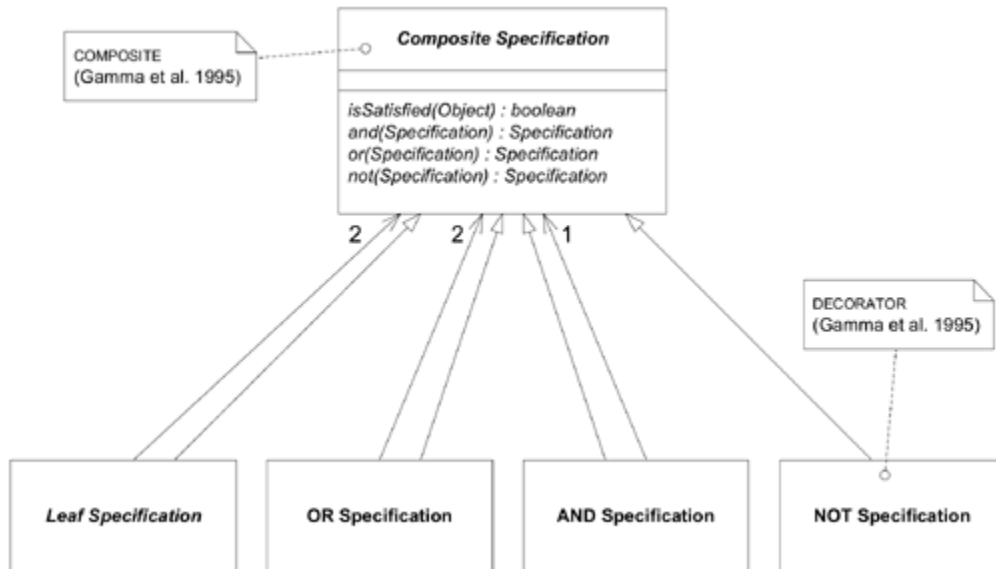 Composite Specification
COMPOSITE
(Gamma et al. 1995)
isSatisfied(Object) : boolean
and(Specification) : Specification
or(Specification) : Specification
not(Specification) : Specification
2
2
1
DECORATOR
(Gamma et al. 1995)
Leaf Specification
OR Specification
AND Specification
NOT Specification